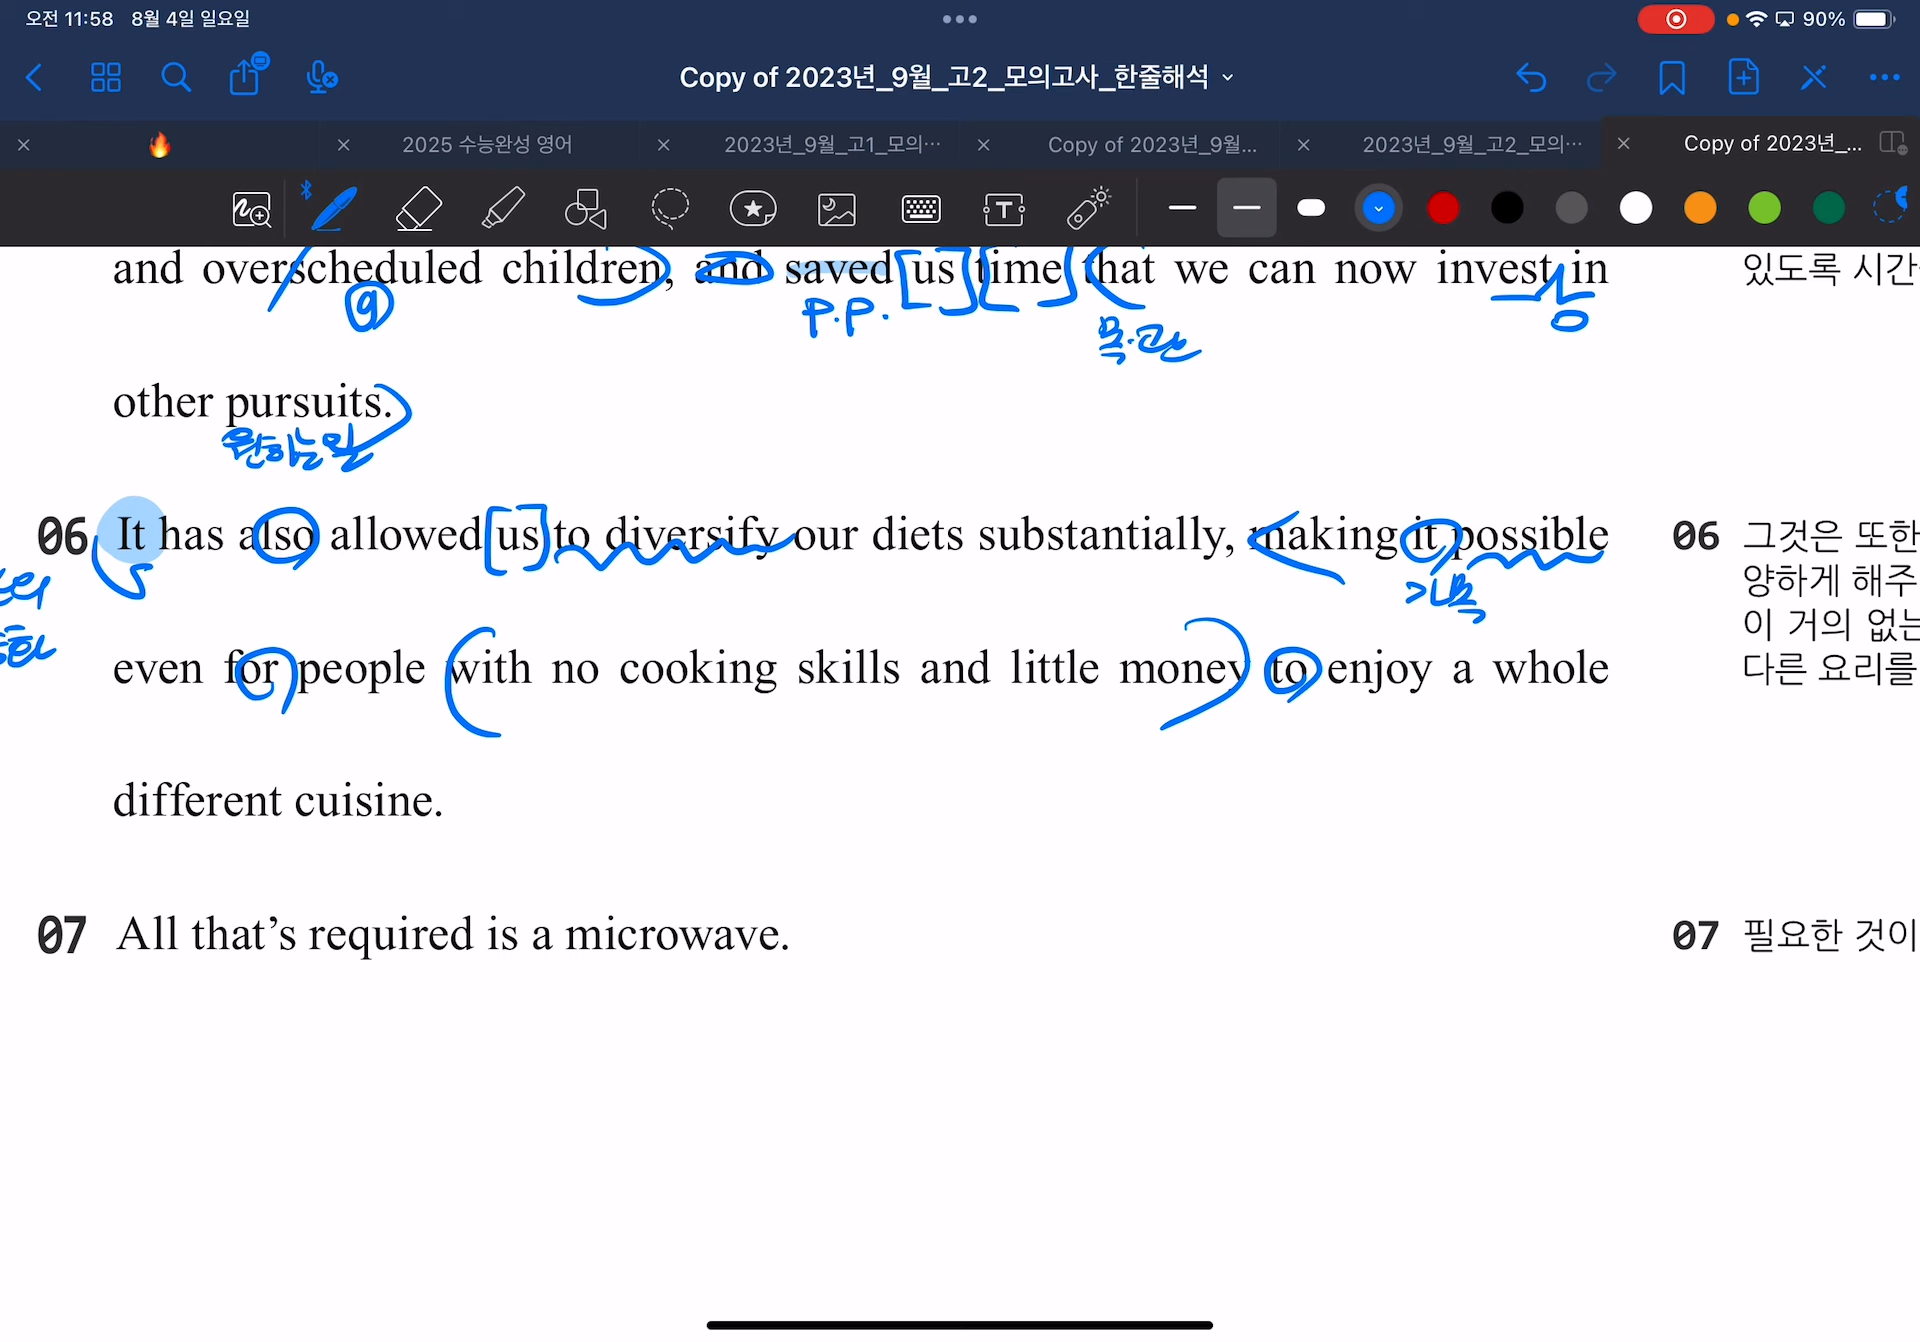 오전 11:58 8월 4일 일요일
90%
Copy of 2023년_9월_고2_모의고사_한줄해석
2025 수능완성 영어
2023년_9월_고1_모의…
Copy of 2023년_9월...
2023년_9월_고2_모의…
Copy of 2023년_...
and overscheduled children, and saved us time that we can now invest in
있도록 시간
p.p.
목·관
other pursuits.
원하는 일
06 It has also allowed us to diversify our diets substantially, making it possible
06 그것은 또한
S
가목
양하게 해주
even for people with no cooking skills and little money to enjoy a whole
이 거의 없는
다른 요리를
different cuisine.
07 All that's required is a microwave.
07 필요한 것이